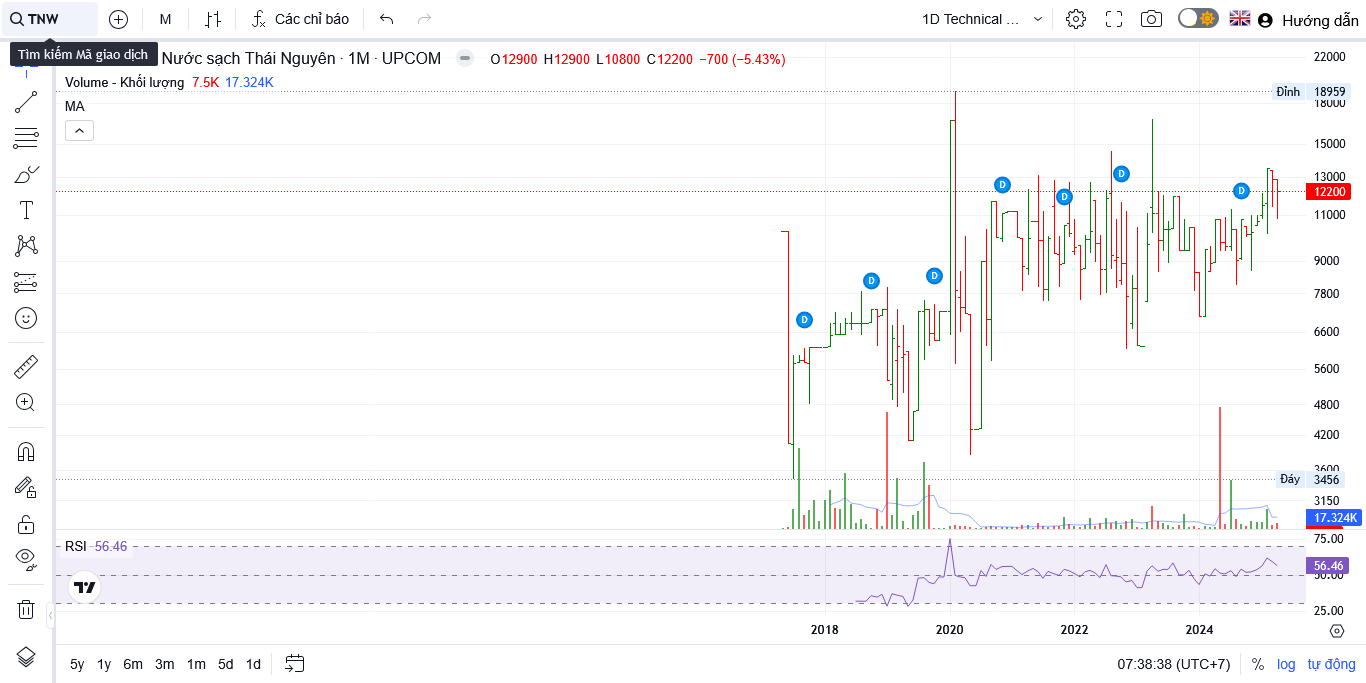 TNW
M
Các chỉ báo
1D Technical ...
Hướng dẫn
Tìm kiếm Mã giao dịch
Nước sạch Thái Nguyên · 1M · UPCOM
O12900 H12900 L10800 C12200 −700 (−5.43%)
Volume - Khối lượng 7.5K 17.324K
MA
22000
Đỉnh 18959
18000
15000
13000
12200
11000
9000
7800
6600
5600
4800
4200
3600
Đáy 3456
3150
17.324K
D
D
D
D
D
D
D
RSI 56.46
75.00
56.46
50.00
25.00
2018 2020 2022 2024
5y 1y 6m 3m 1m 5d 1d
07:38:38 (UTC+7) % log tự động